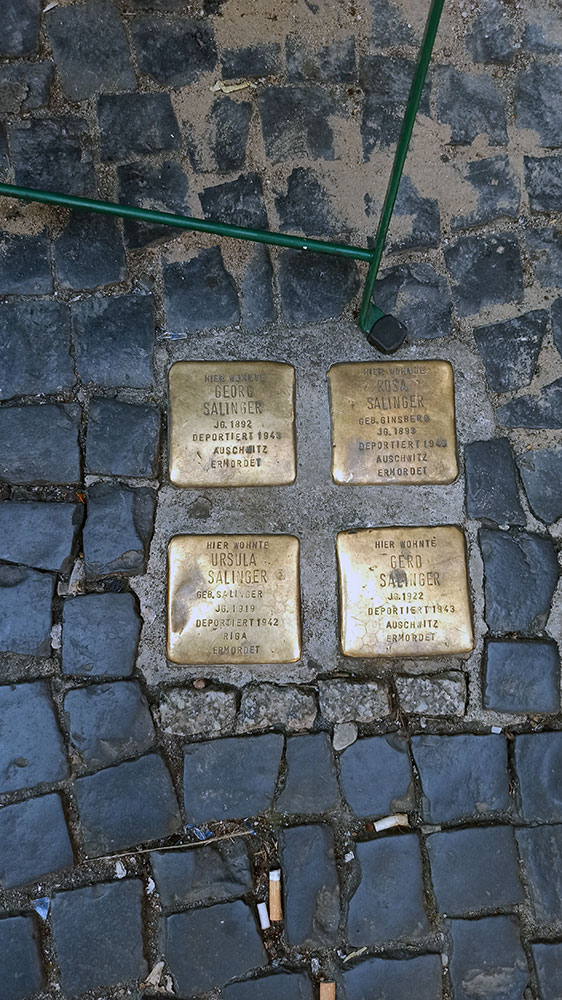 HIER WOHNTE
GEORG
SALINGER
JG. 1892
DEPORTIERT 1943
AUSCHWITZ
ERMORDET
HIER WOHNTE
ROSA
SALINGER
GEB. GINSBERG
JG. 1893
DEPORTIERT 1943
AUSCHWITZ
ERMORDET
HIER WOHNTE
URSULA
SALINGER
GEB. SALINGER
JG. 1919
DEPORTIERT 1942
RIGA
ERMORDET
HIER WOHNTE
GERD
SALINGER
JG. 1922
DEPORTIERT 1943
AUSCHWITZ
ERMORDET